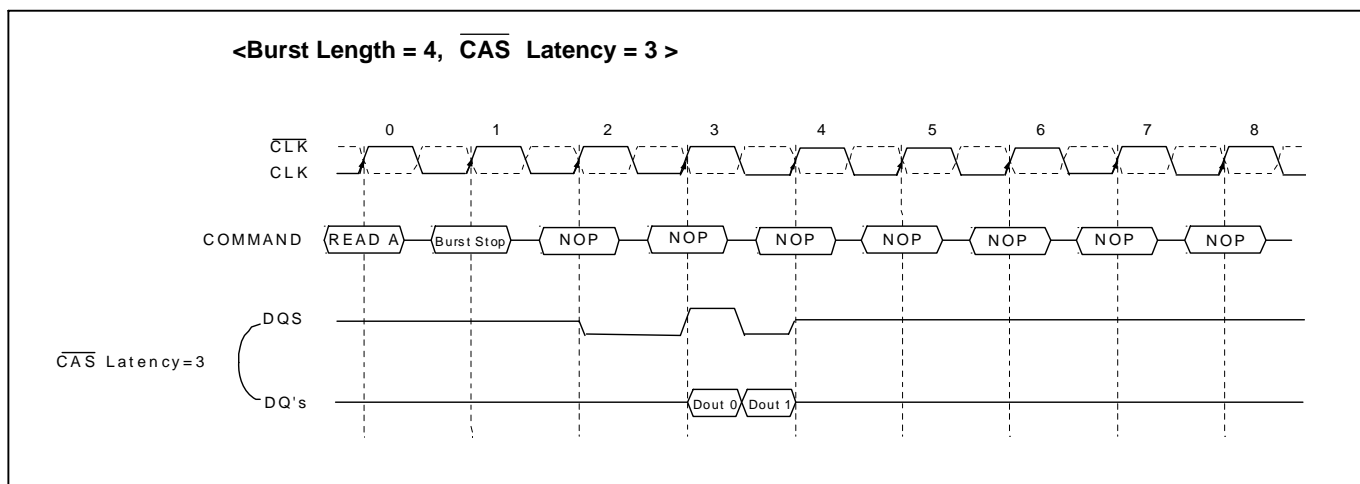 <Burst Length = 4, CAS Latency = 3 >
0 1 2 3 4 5 6 7 8
CLK
CLK
COMMAND READ A Burst Stop NOP NOP NOP NOP NOP NOP NOP
DQS
CAS Latency=3
DQ's Dout 0 Dout 1